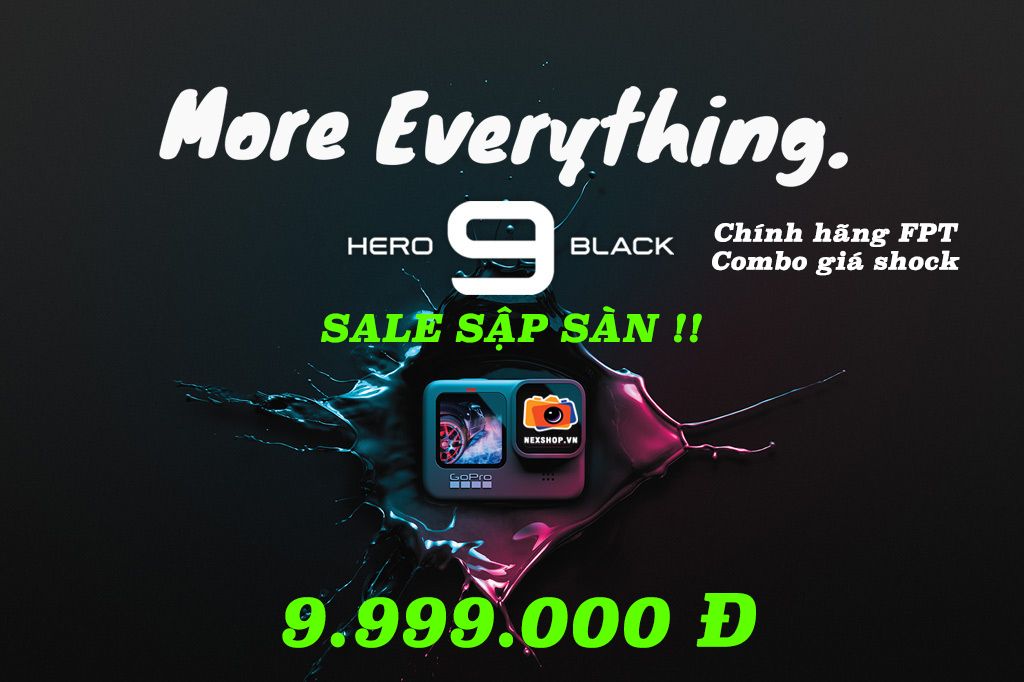 More Everything.
HERO 9 BLACK
Chính hãng FPT
Combo giá shock
SALE SẬP SÀN !!
NEXSHOP.VN
GoPro
9.999.000 Đ